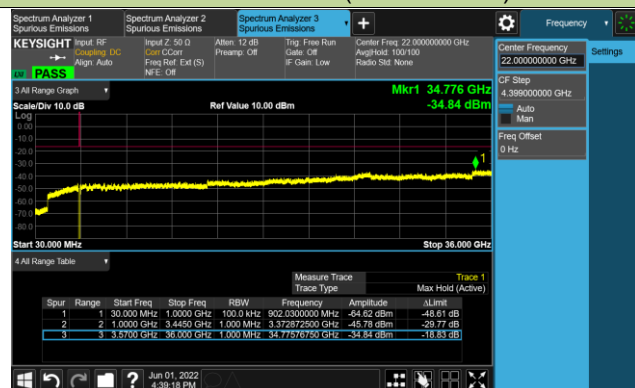 Spectrum Analyzer 1
Spurious Emissions
Spectrum Analyzer 2
Spurious Emissions
Spectrum Analyzer 3
Spurious Emissions
Frequency
KEYSIGHT
Input: RF
Coupling: DC
Align: Auto
Input Z: 50 Ω
Corr CCorr
Freq Ref: Ext (S)
NFE: Off
Atten: 12 dB
Preamp: Off
Trig: Free Run
Gate: Off
IF Gain: Low
Center Freq: 22.000000000 GHz
Avg|Hold: 100/100
Radio Std: None
PASS
Center Frequency
22.000000000 GHz
Settings
CF Step
4.399000000 GHz
Auto
Man
Freq Offset
0 Hz
3 All Range Graph
Mkr1 34.776 GHz
Scale/Div 10.0 dB
Ref Value 10.00 dBm
-34.84 dBm
Log
0.00
-10.0
-20.0
-30.0
-40.0
-50.0
-60.0
-70.0
-80.0
1
Start 30.000 MHz
Stop 36.000 GHz
4 All Range Table
Measure Trace
Trace 1
Trace Type
Max Hold (Active)
Spur Range Start Freq Stop Freq RBW Frequency Amplitude ΔLimit
1 1 30.000 MHz 1.0000 GHz 100.0 kHz 902.0300000 MHz -64.62 dBm -48.61 dB
2 2 1.0000 GHz 3.4450 GHz 1.000 MHz 3.372872500 GHz -45.78 dBm -29.77 dB
3 3 3.5700 GHz 36.000 GHz 1.000 MHz 34.77576750 GHz -34.84 dBm -18.83 dB
Jun 01, 2022
4:39:18 PM